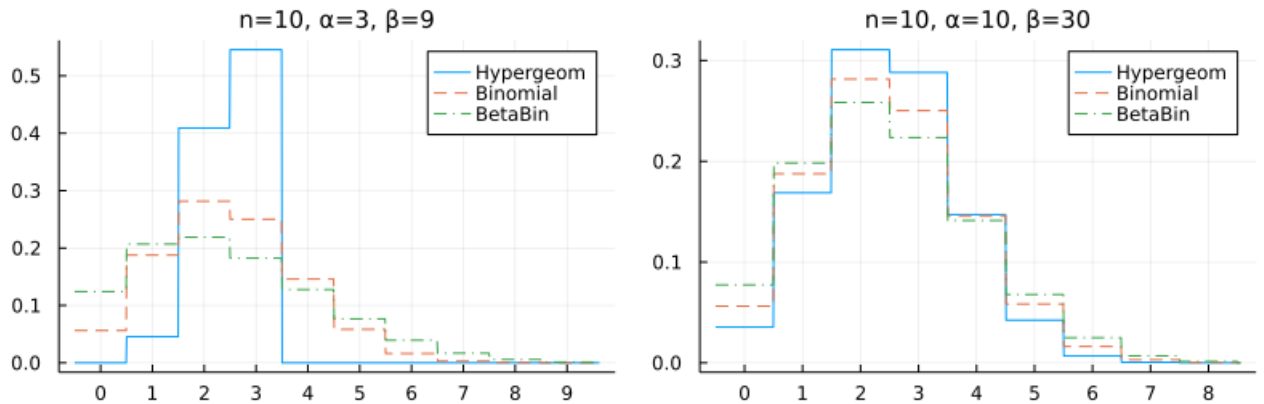 n=10, α=3, β=9
0.5
0.4
0.3
0.2
0.1
0.0
Hypergeom
Binomial
BetaBin
0 1 2 3 4 5 6 7 8 9
n=10, α=10, β=30
0.3
0.2
0.1
0.0
Hypergeom
Binomial
BetaBin
0 1 2 3 4 5 6 7 8